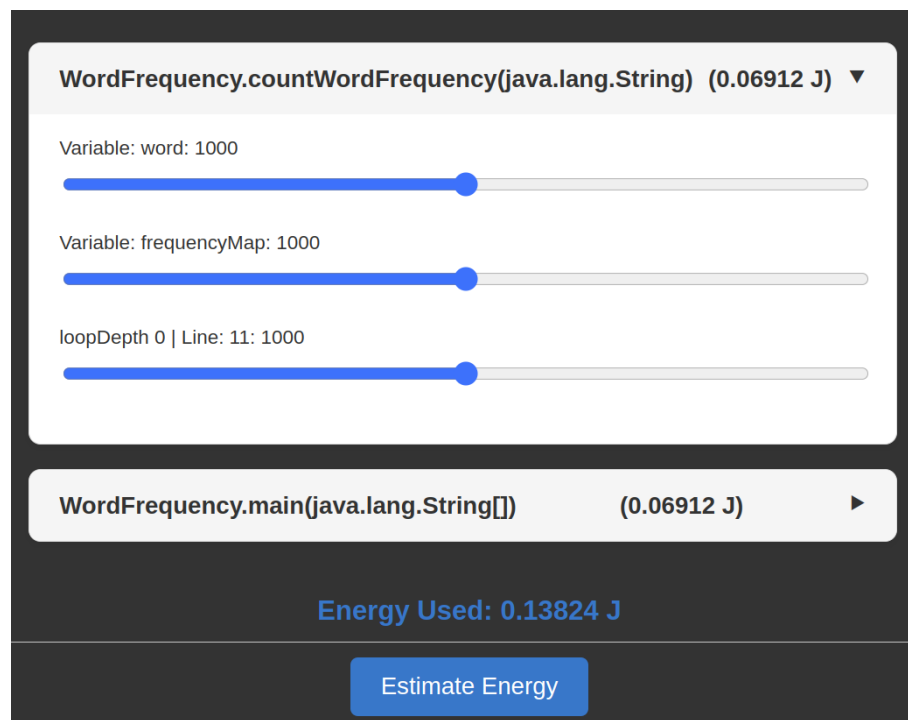 WordFrequency.countWordFrequency(java.lang.String) (0.06912 J) ▼
Variable: word: 1000
Variable: frequencyMap: 1000
loopDepth 0 | Line: 11: 1000
WordFrequency.main(java.lang.String[]) (0.06912 J) ►
Energy Used: 0.13824 J
Estimate Energy